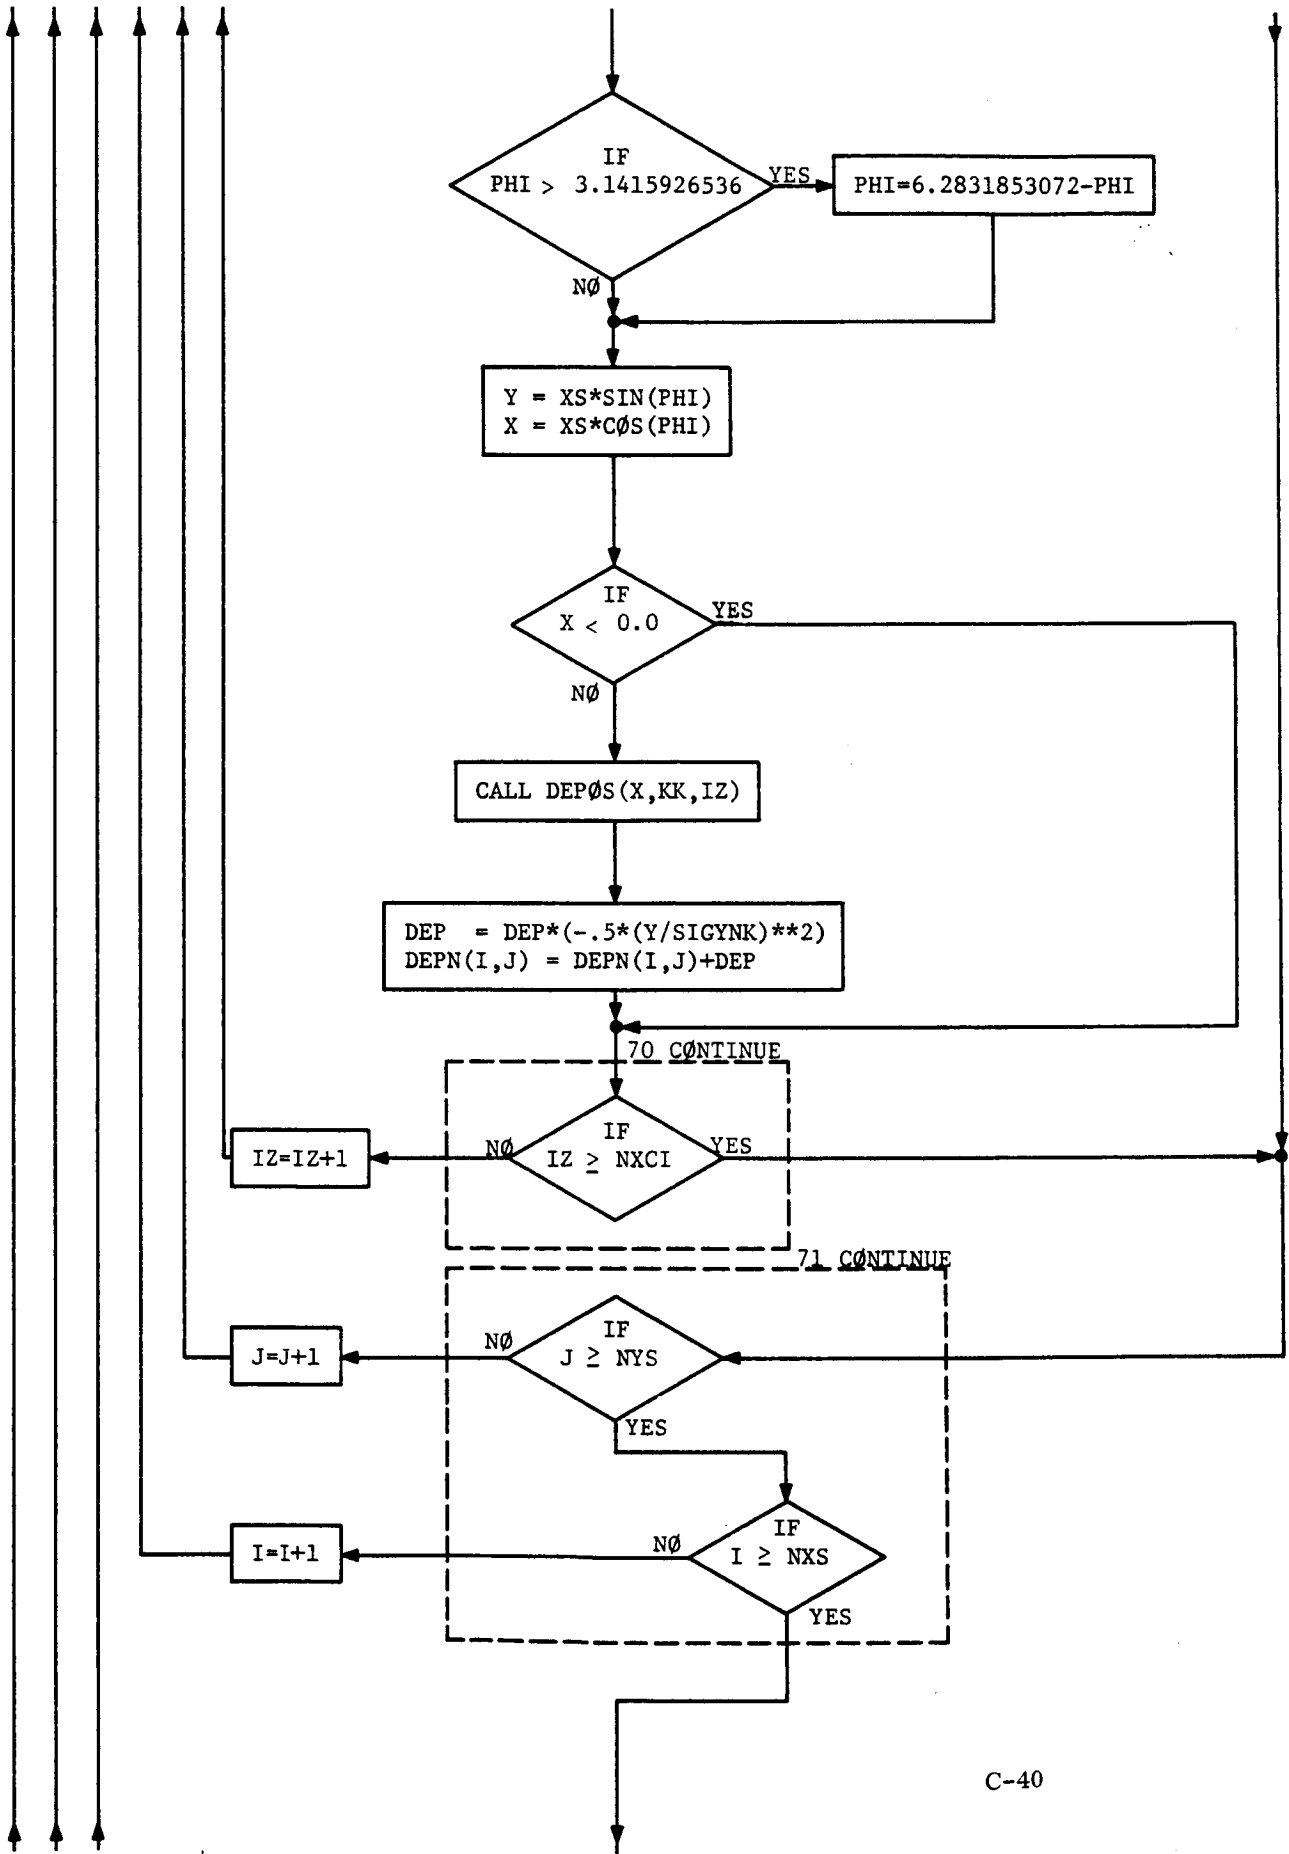 IF
PHI > 3.1415926536
YES
PHI=6.2831853072-PHI
NØ
Y = XS*SIN(PHI)
X = XS*CØS(PHI)
IF
X < 0.0
YES
NØ
CALL DEPØS(X,KK,IZ)
DEP = DEP*(-.5*(Y/SIGYNK)**2)
DEPN(I,J) = DEPN(I,J)+DEP
70 CØNTINUE
IF
IZ ≥ NXCI
NØ
YES
IZ=IZ+1
71 CØNTINUE
IF
J ≥ NYS
NØ
J=J+1
YES
IF
I ≥ NXS
NØ
I=I+1
YES
C-40